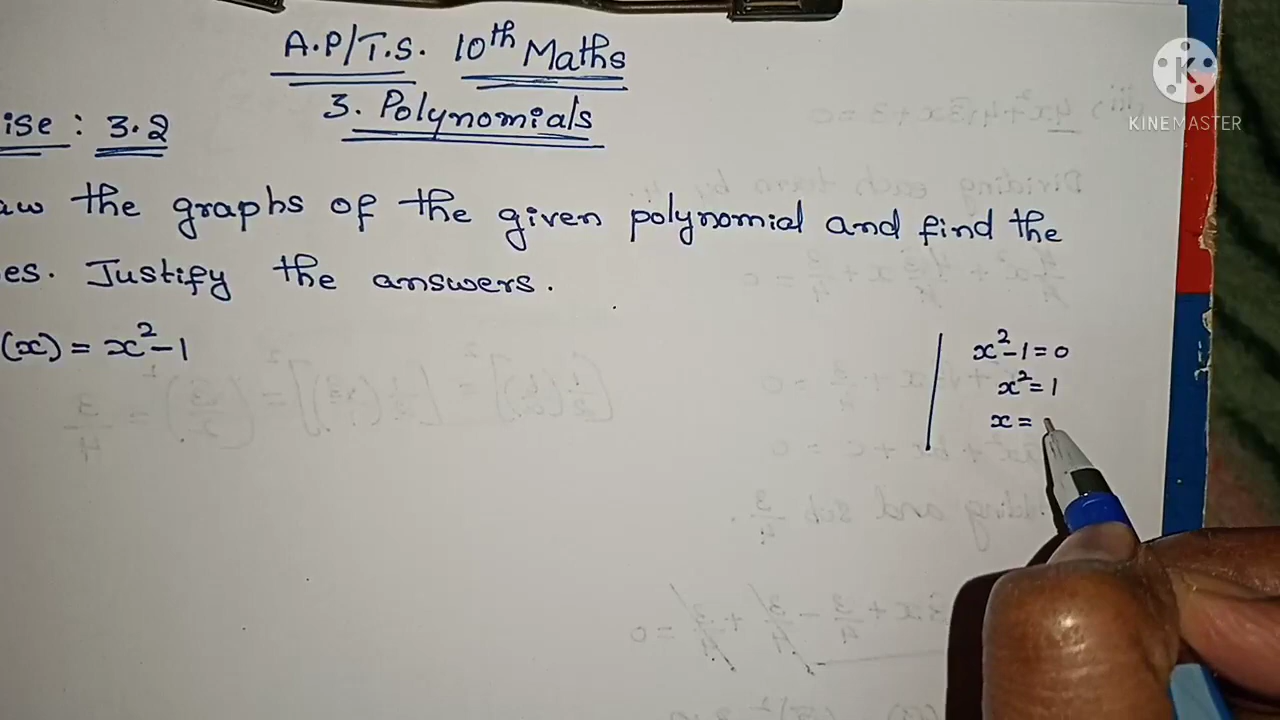 A.P/T.S. 10th Maths
3. Polynomials
ise : 3.2
aw the graphs of the given polynomial and find the
es. Justify the answers.
(x) = x² - 1
x² - 1 = 0
x² = 1
x =
KINEMASTER